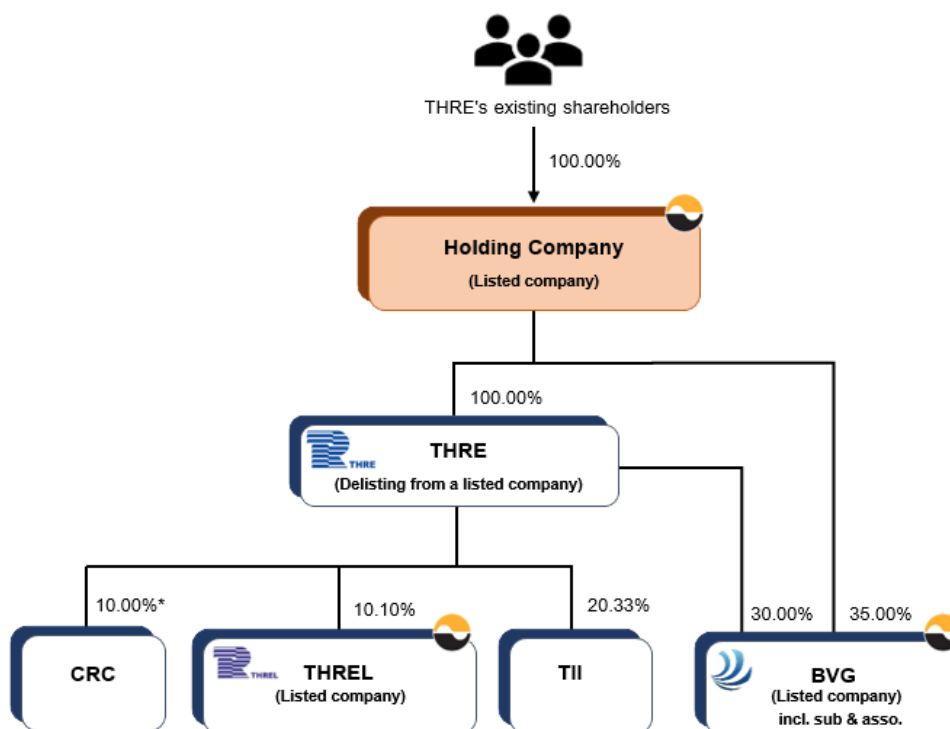 THRE's existing shareholders
100.00%
Holding Company
(Listed company)
100.00%
THRE
THRE
(Delisting from a listed company)
10.00%*
10.10%
20.33%
30.00%
35.00%
CRC
THREL
THREL
(Listed company)
TII
BVG
(Listed company)
incl. sub & asso.